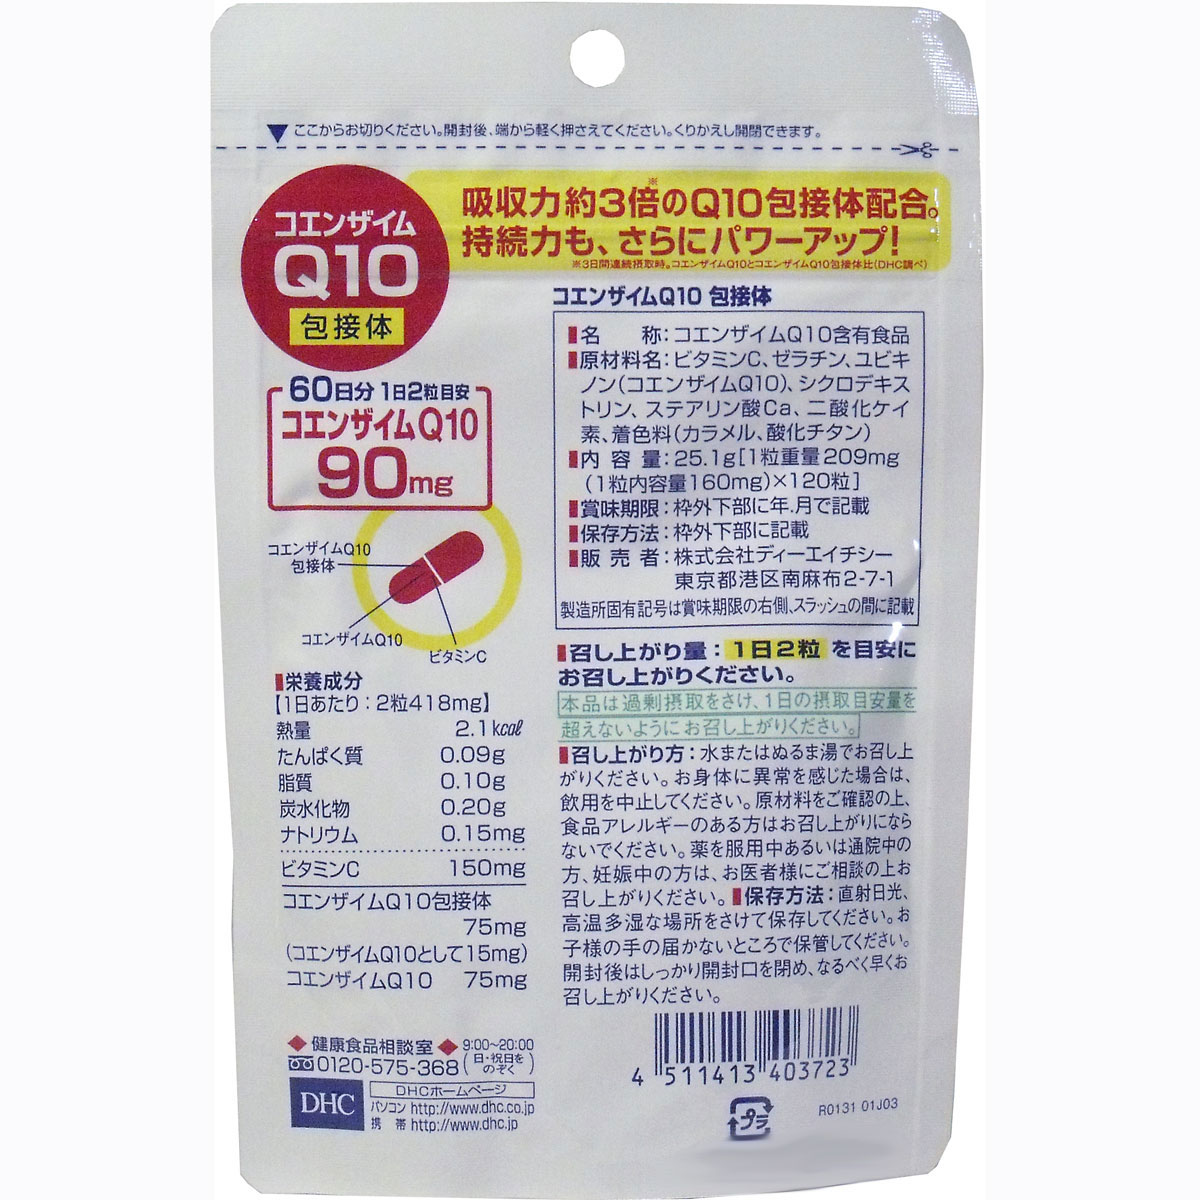 ▼ここからお切りください。開封後、端から軽く押さえてください。くりかえし開閉できます。
コエンザイム
Q10
包接体
吸収力約3倍※のQ10包接体配合。
持続力も、さらにパワーアップ!
※3日間連続摂取時。コエンザイムQ10とコエンザイムQ10包接体比(DHC調べ)
60日分 1日2粒目安
コエンザイムQ10
90mg
コエンザイムQ10
包接体
コエンザイムQ10
ビタミンC
■栄養成分
【1日あたり:2粒418mg】
熱量 2.1kcal
たんぱく質 0.09g
脂質 0.10g
炭水化物 0.20g
ナトリウム 0.15mg
ビタミンC 150mg
コエンザイムQ10包接体
75mg
(コエンザイムQ10として15mg)
コエンザイムQ10 75mg
◆健康食品相談室◆
0120-575-368
9:00~20:00
(日・祝日を
のぞく)
DHC
DHCホームページ
パソコン http://www.dhc.co.jp
携 帯 http://www.dhc.jp
コエンザイムQ10 包接体
■名 称:コエンザイムQ10含有食品
■原材料名:ビタミンC、ゼラチン、ユビキ
ノン(コエンザイムQ10)、シクロデキス
トリン、ステアリン酸Ca、二酸化ケイ
素、着色料(カラメル、酸化チタン)
■内 容 量:25.1g[1粒重量209mg
(1粒内容量160mg)×120粒]
■賞味期限:枠外下部に年.月で記載
■保存方法:枠外下部に記載
■販 売 者:株式会社ディーエイチシー
東京都港区南麻布2-7-1
製造所固有記号は賞味期限の右側、スラッシュの間に記載
■召し上がり量:1日2粒を目安に
お召し上がりください。
本品は過剰摂取をさけ、1日の摂取目安量を
超えないようにお召し上がりください。
■召し上がり方:水またはぬるま湯でお召し上
がりください。お身体に異常を感じた場合は、
飲用を中止してください。原材料をご確認の上、
食品アレルギーのある方はお召し上がりになら
ないでください。薬を服用中あるいは通院中の
方、妊娠中の方は、お医者様にご相談の上お
召し上がりください。■保存方法:直射日光、
高温多湿な場所をさけて保存してください。お
子様の手の届かないところで保管してください。
開封後はしっかり開封口を閉め、なるべく早くお
召し上がりください。
4 511413 403723
プラ
R0131 01J03